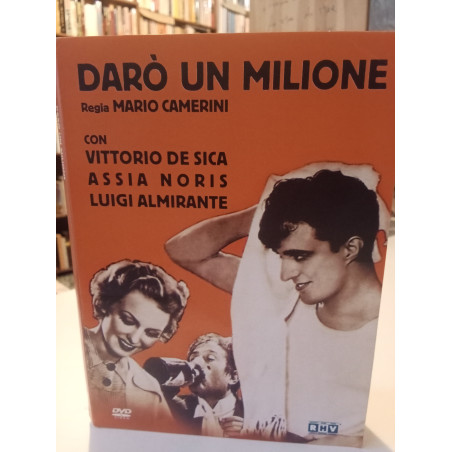 DARÒ UN MILIONE
Regia MARIO CAMERINI
CON
VITTORIO DE SICA
ASSIA NORIS
LUIGI ALMIRANTE
DVD
RHV